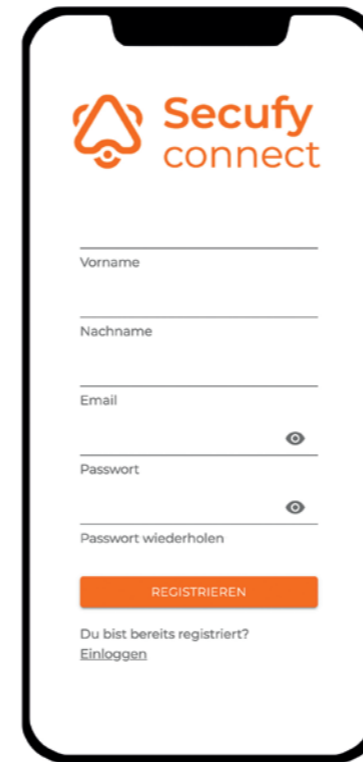 Secufy
connect
Vorname
Nachname
Email
Passwort
Passwort wiederholen
REGISTRIEREN
Du bist bereits registriert?
Einloggen